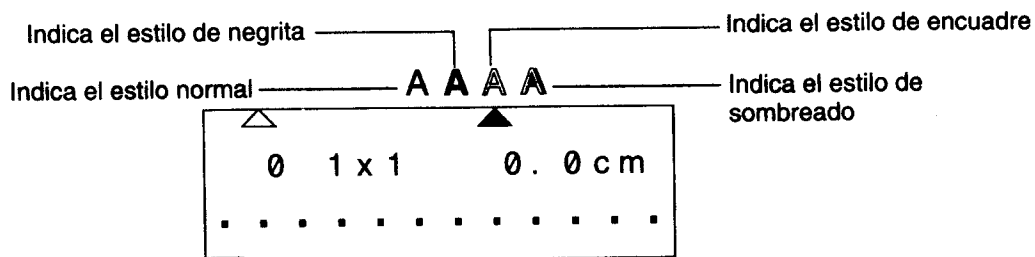 Indica el estilo de negrita
Indica el estilo de encuadre
Indica el estilo normal
A A A A
Indica el estilo de
sombreado
0 1x1 0.0cm
. . . . . . . . . . . .